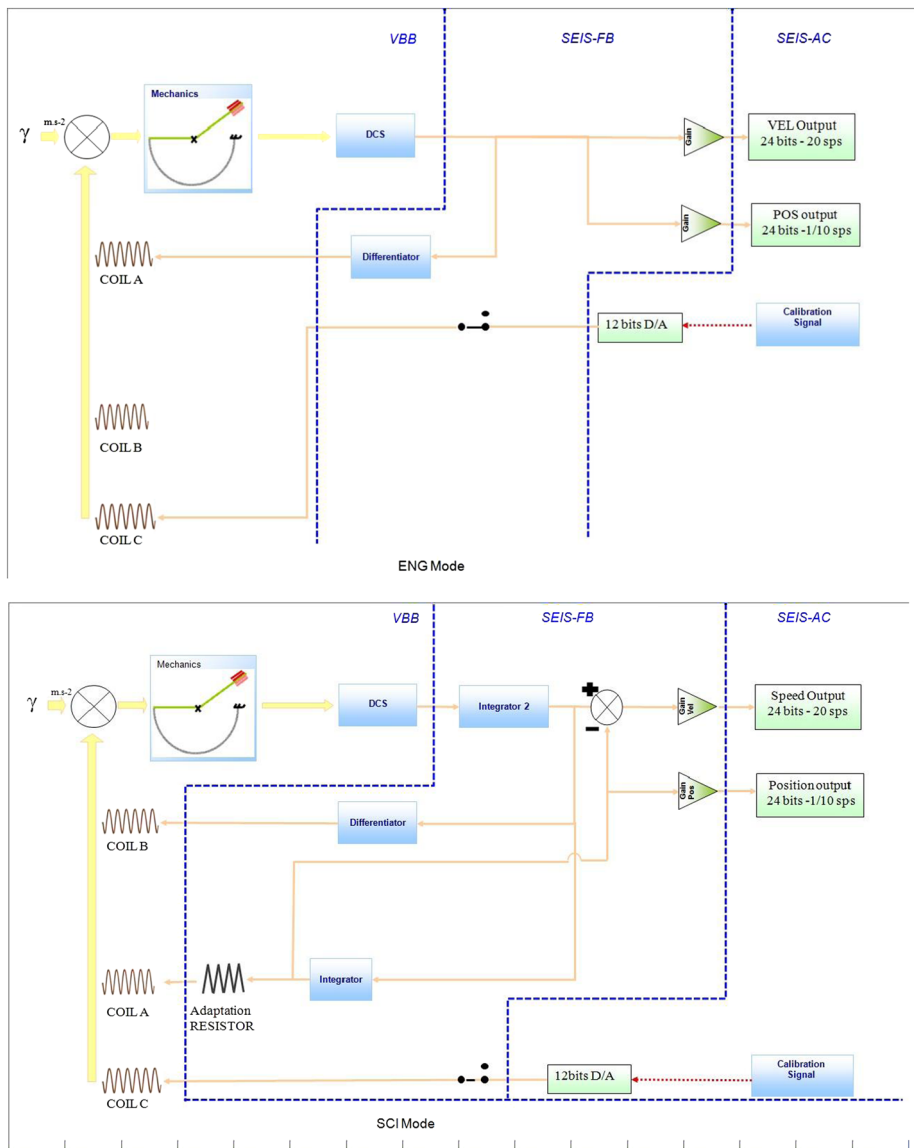 VBB
SEIS-FB
SEIS-AC
Mechanics
γ
m.s-2
DCS
Gain
VEL Output
24 bits - 20 sps
Gain
POS output
24 bits -1/10 sps
Differentiator
COIL A
12 bits D/A
Calibration
Signal
COIL B
COIL C
ENG Mode
VBB
SEIS-FB
SEIS-AC
Mechanics
γ
m.s-2
DCS
Integrator 2
+
−
Gain
Vel
Speed Output
24 bits - 20 sps
Gain
Pos
Position output
24 bits -1/10 sps
Differentiator
COIL B
Integrator
COIL A
Adaptation
RESISTOR
12bits D/A
Calibration
Signal
COIL C
SCI Mode